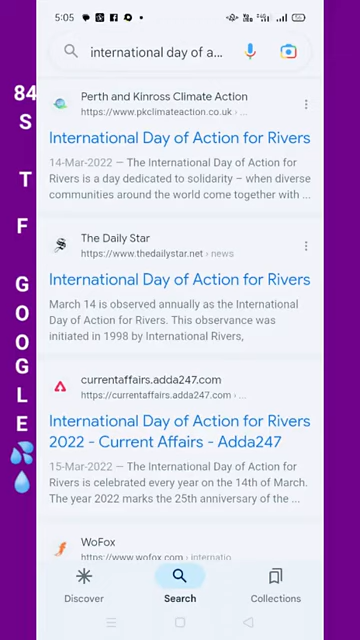 5:05
international day of a...
84
S
T
F
G
O
O
G
L
E
Perth and Kinross Climate Action
https://www.pkclimateaction.co.uk › ...
International Day of Action for Rivers
14-Mar-2022 — The International Day of Action for
Rivers is a day dedicated to solidarity – when diverse
communities around the world come together with ...
The Daily Star
https://www.thedailystar.net › news
International Day of Action for Rivers
March 14 is observed annually as the International
Day of Action for Rivers. This observance was
initiated in 1998 by International Rivers,
currentaffairs.adda247.com
https://currentaffairs.adda247.com › ...
International Day of Action for Rivers
2022 - Current Affairs - Adda247
15-Mar-2022 — The International Day of Action for
Rivers is celebrated every year on the 14th of March.
The year 2022 marks the 25th anniversary of the ...
WoFox
https://www.wofox.com › internatio
Discover
Search
Collections